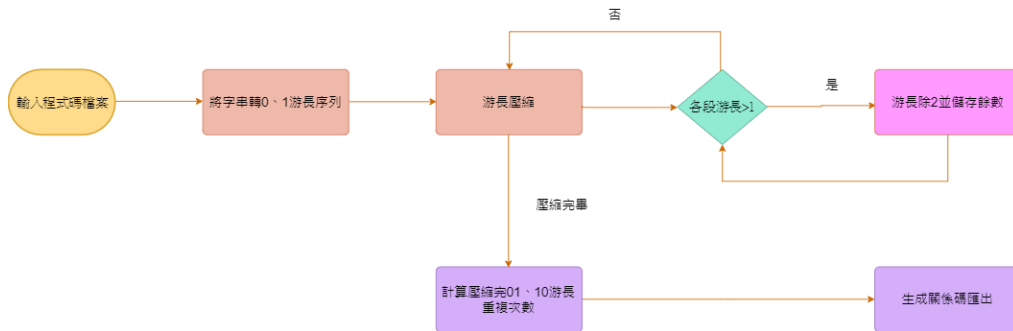 否
輸入程式碼檔案
將字串轉0、1游長序列
游長壓縮
各段游長>1
是
游長除2並儲存餘數
壓縮完畢
計算壓縮完01、10游長
重複次數
生成關係碼匯出